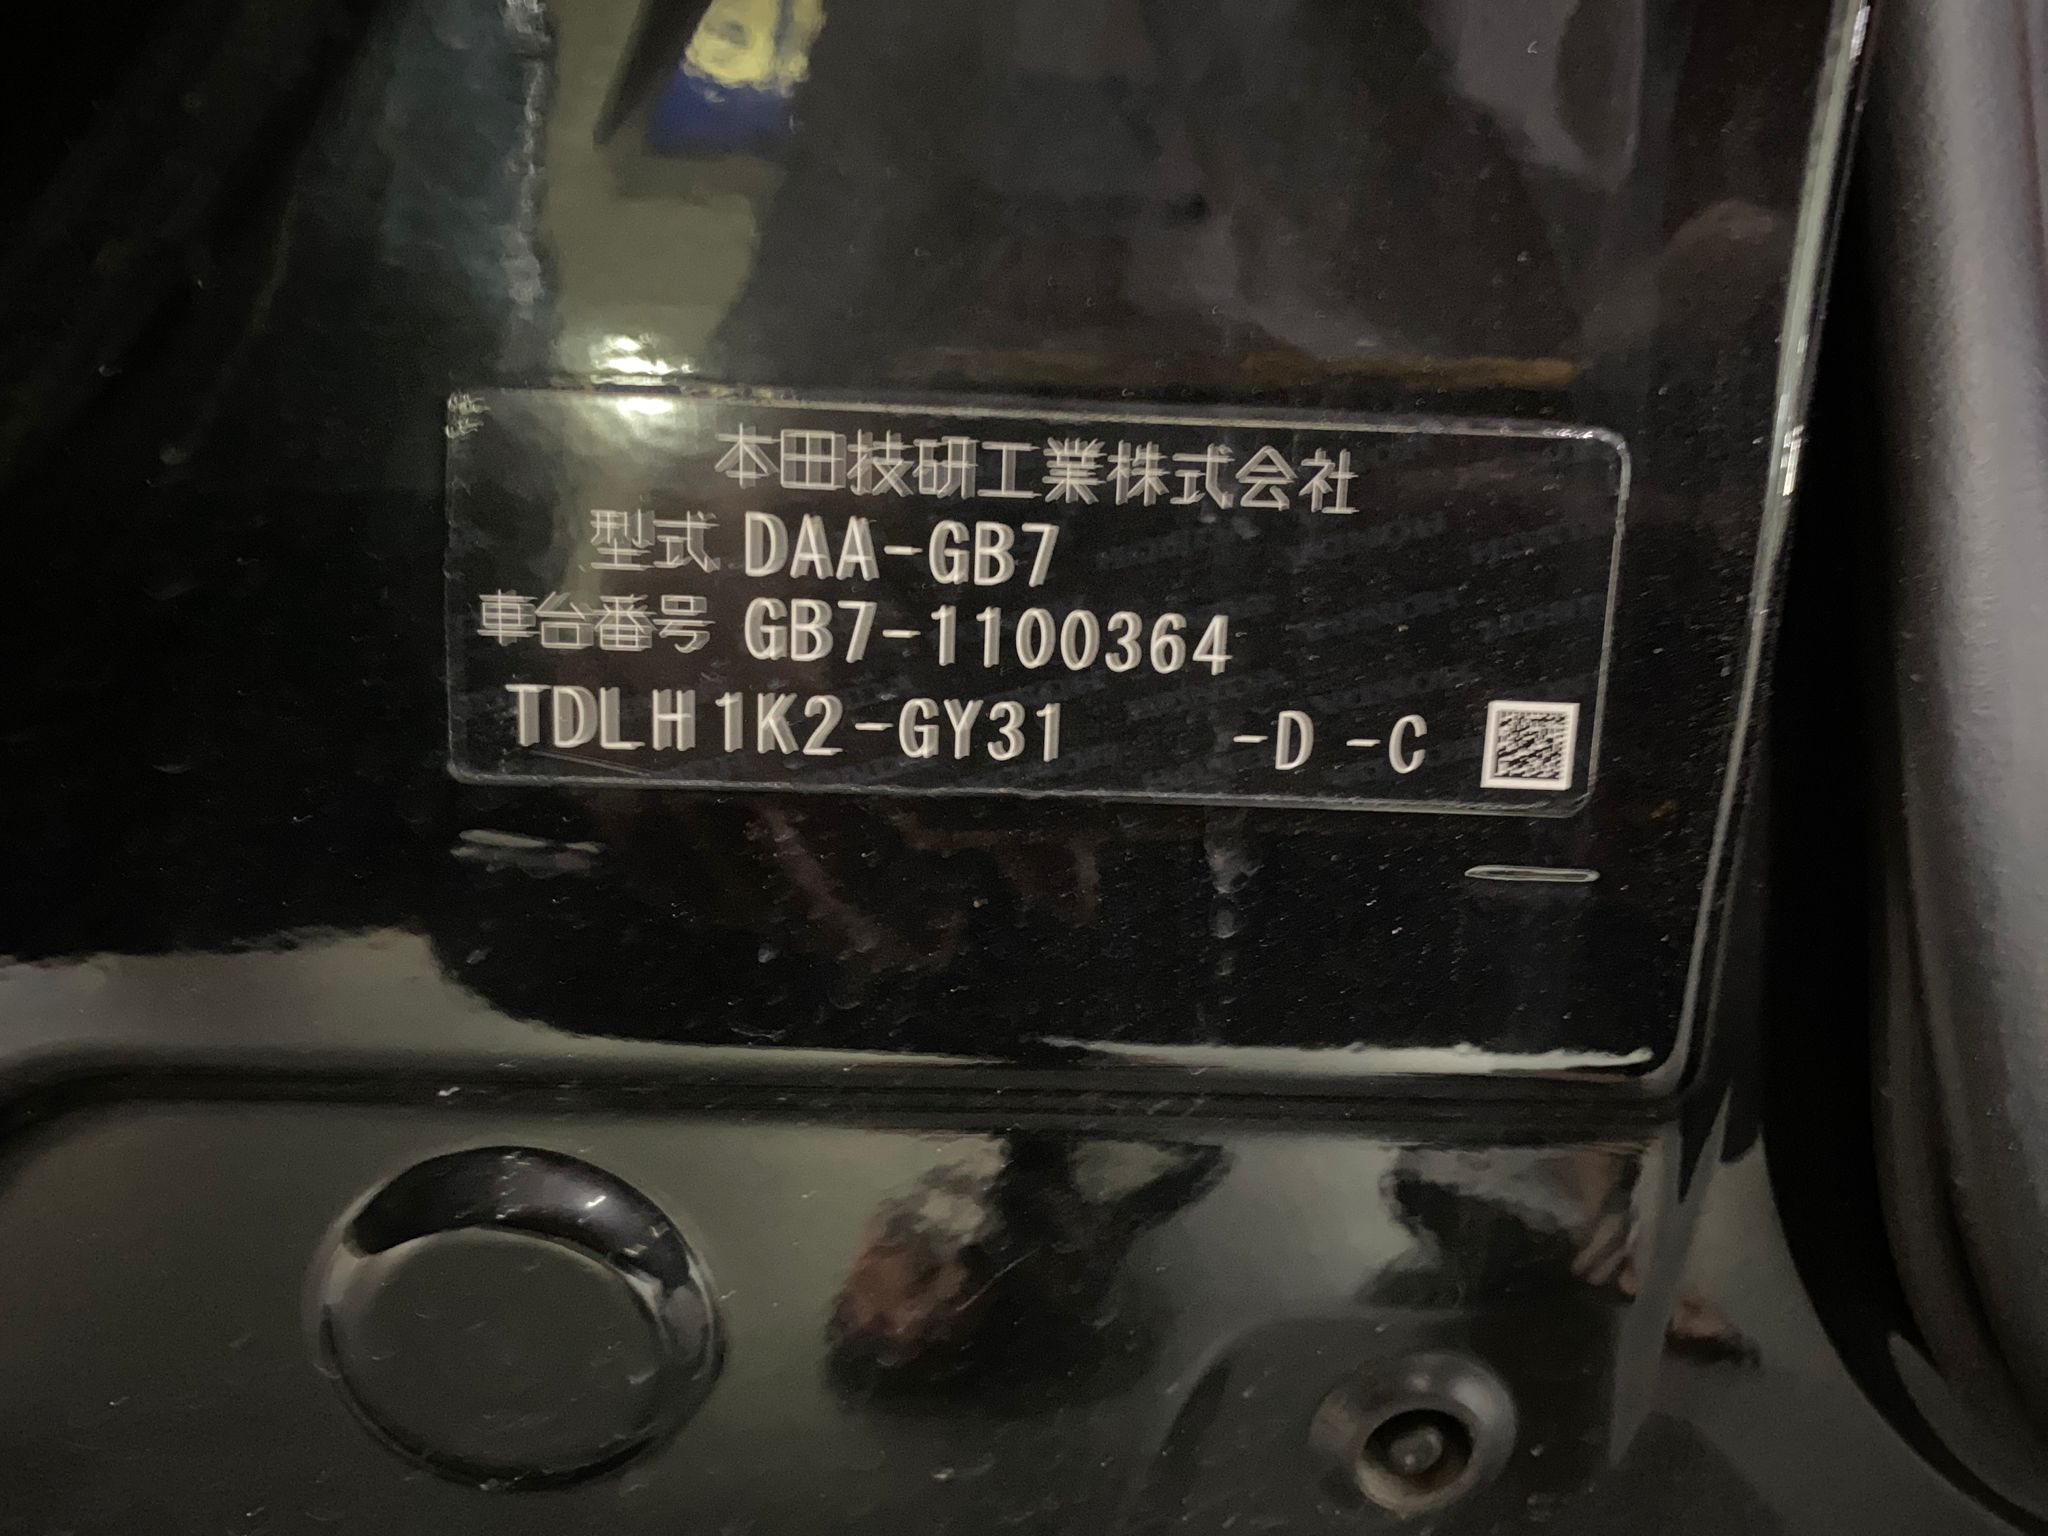 本田技研工業株式会社
型式 DAA-GB7
車台番号 GB7-1100364
TDLH1K2-GY31 -D -C